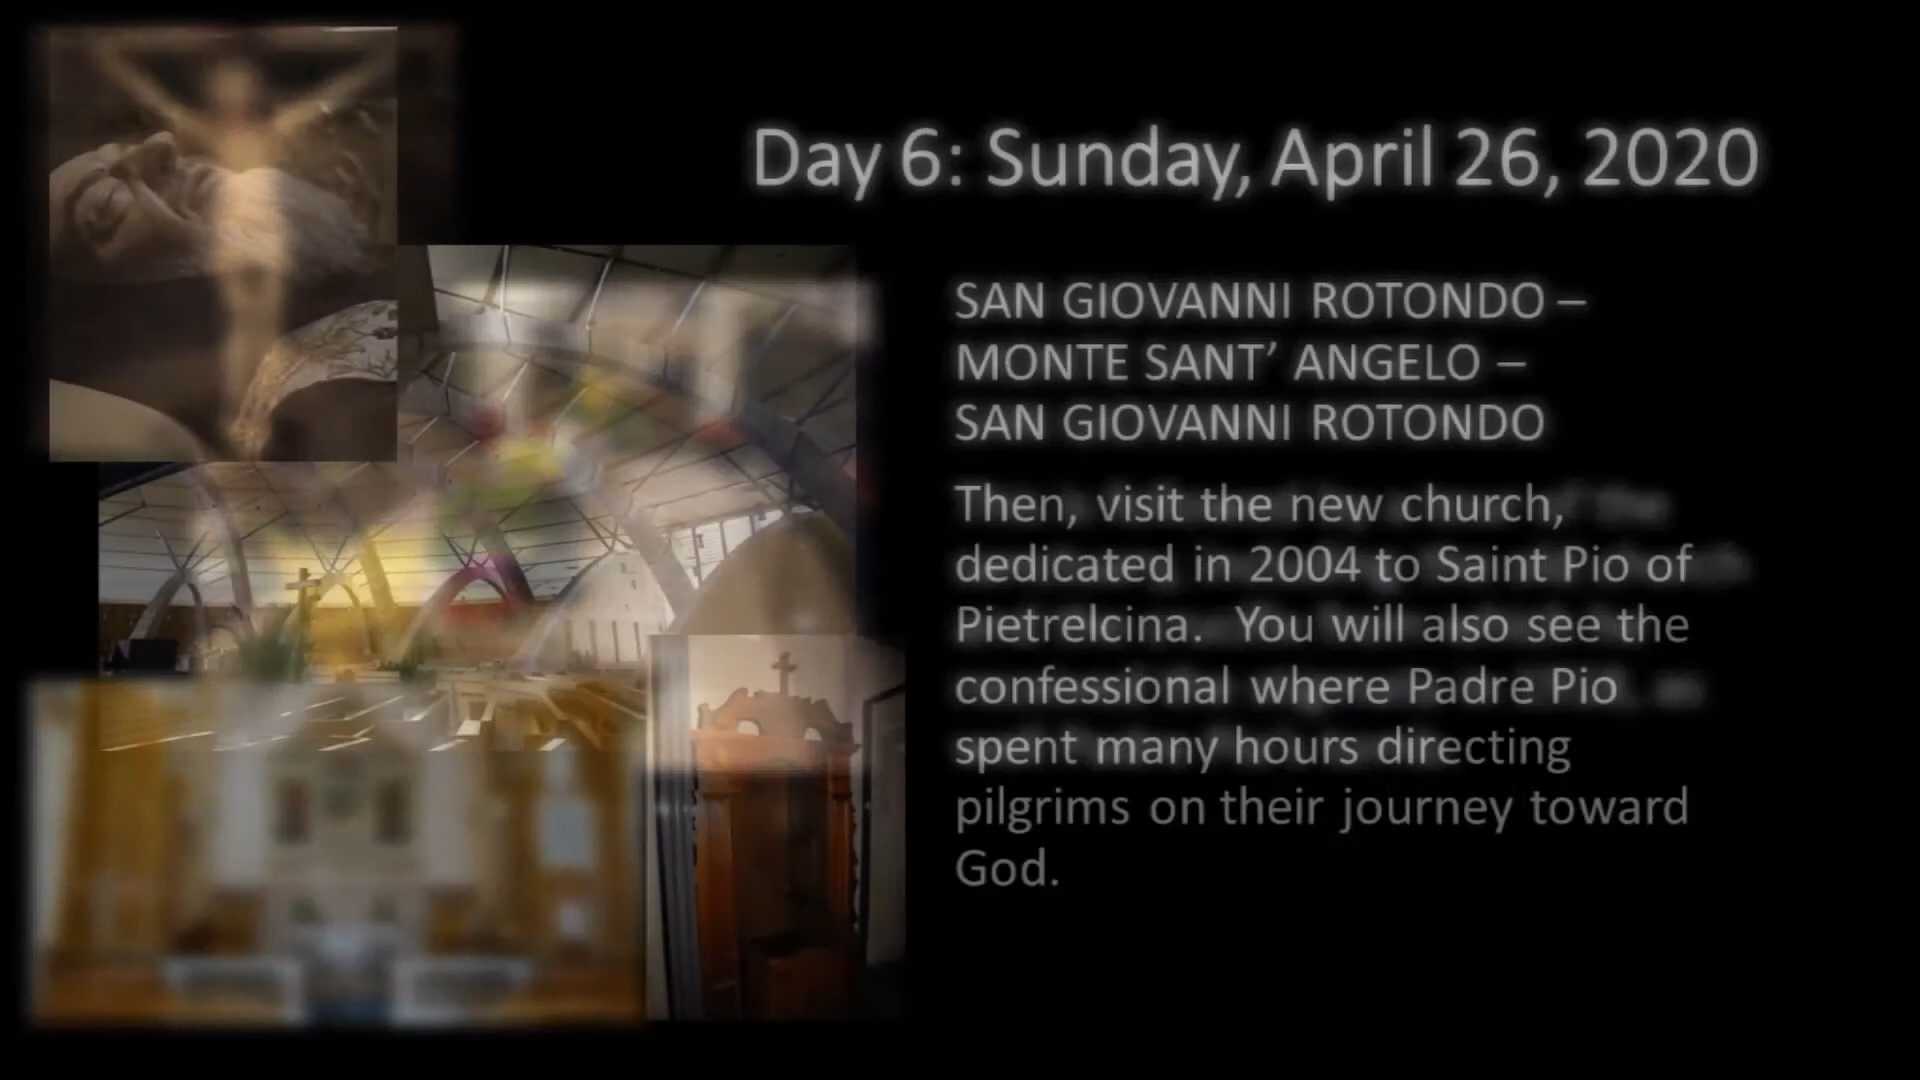 Day 6: Sunday, April 26, 2020
SAN GIOVANNI ROTONDO –
MONTE SANT’ ANGELO –
SAN GIOVANNI ROTONDO
Then, visit the new church,
dedicated in 2004 to Saint Pio of
Pietrelcina. You will also see the
confessional where Padre Pio
spent many hours directing
pilgrims on their journey toward
God.